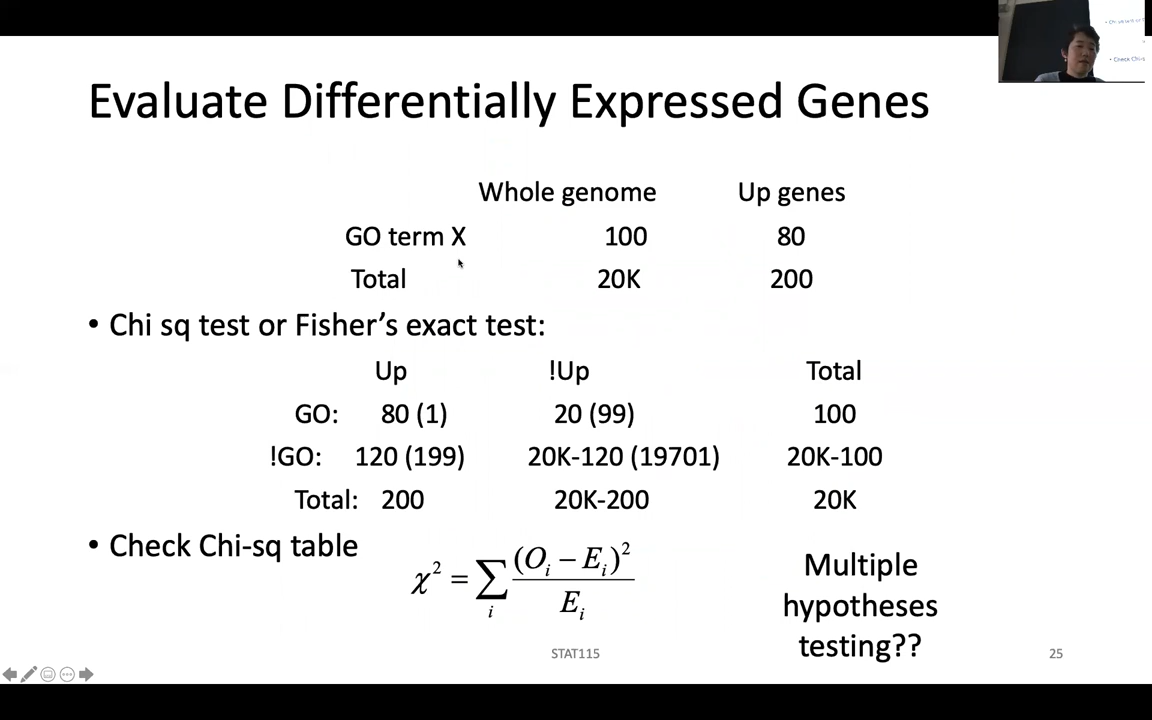 Evaluate Differentially Expressed Genes
Whole genome Up genes
GO term X 100 80
Total 20K 200
• Chi sq test or Fisher's exact test:
Up !Up Total
GO: 80 (1) 20 (99) 100
!GO: 120 (199) 20K-120 (19701) 20K-100
Total: 200 20K-200 20K
• Check Chi-sq table
χ² = ∑i (Oi − Ei)² / Ei
Multiple
hypotheses
testing??
STAT115
25